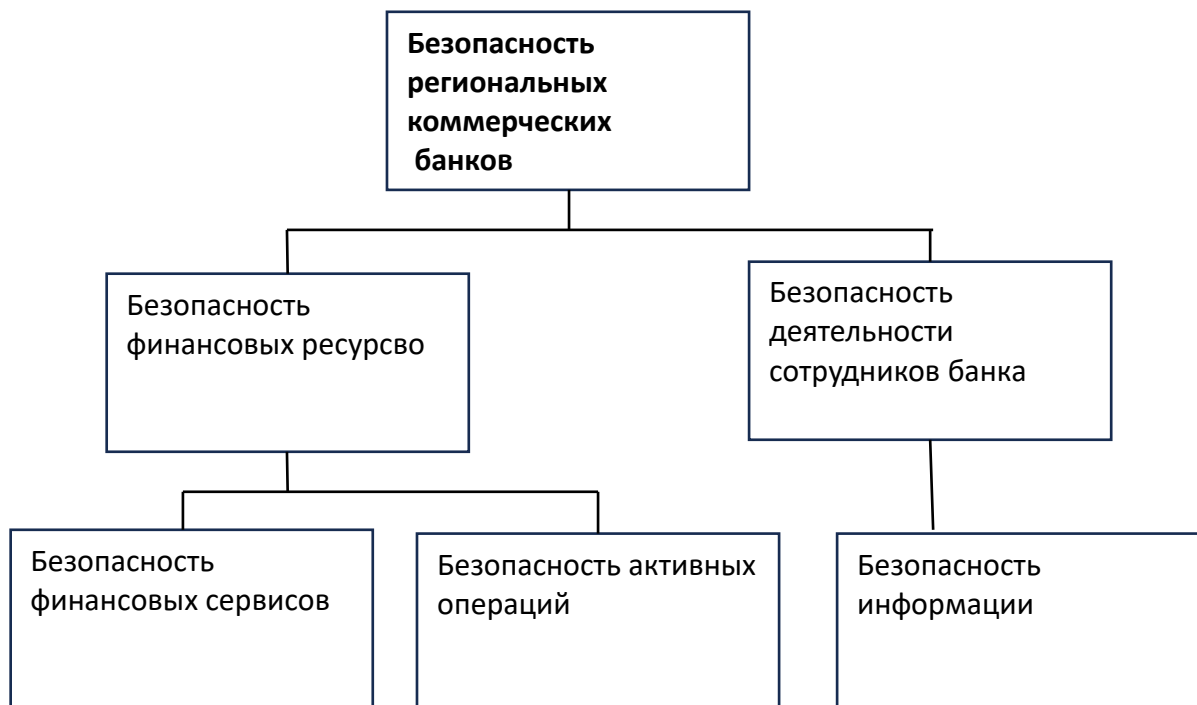 Безопасность
региональных
коммерческих
банков
Безопасность
финансовых ресурсво
Безопасность
деятельности
сотрудников банка
Безопасность
финансовых сервисов
Безопасность активных
операций
Безопасность
информации